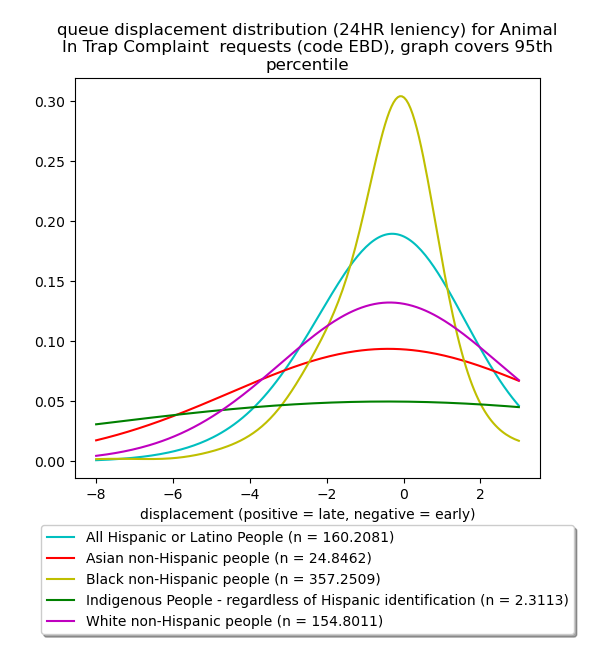 queue displacement distribution (24HR leniency) for Animal
In Trap Complaint  requests (code EBD), graph covers 95th
percentile
0.30
0.25
0.20
0.15
0.10
0.05
0.00
−8 −6 −4 −2 0 2
displacement (positive = late, negative = early)
All Hispanic or Latino People (n = 160.2081)
Asian non-Hispanic people (n = 24.8462)
Black non-Hispanic people (n = 357.2509)
Indigenous People - regardless of Hispanic identification (n = 2.3113)
White non-Hispanic people (n = 154.8011)